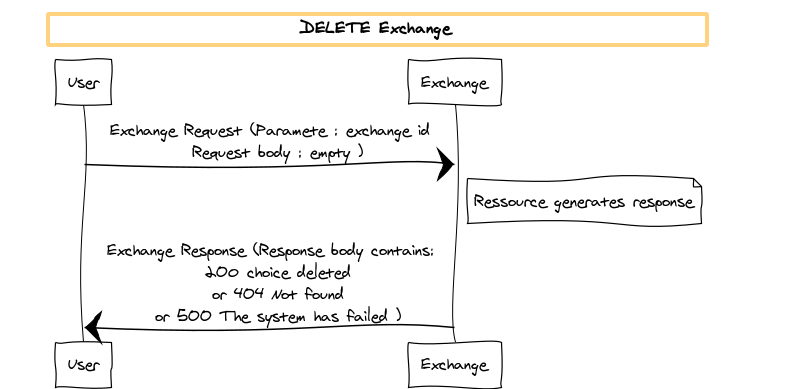 DELETE Exchange
User
Exchange
Exchange Request (Paramete : exchange id
Request body : empty )
Ressource generates response
Exchange Response (Response body contains:
200 choice deleted
or 404 Not found
or 500 The system has failed )
User
Exchange